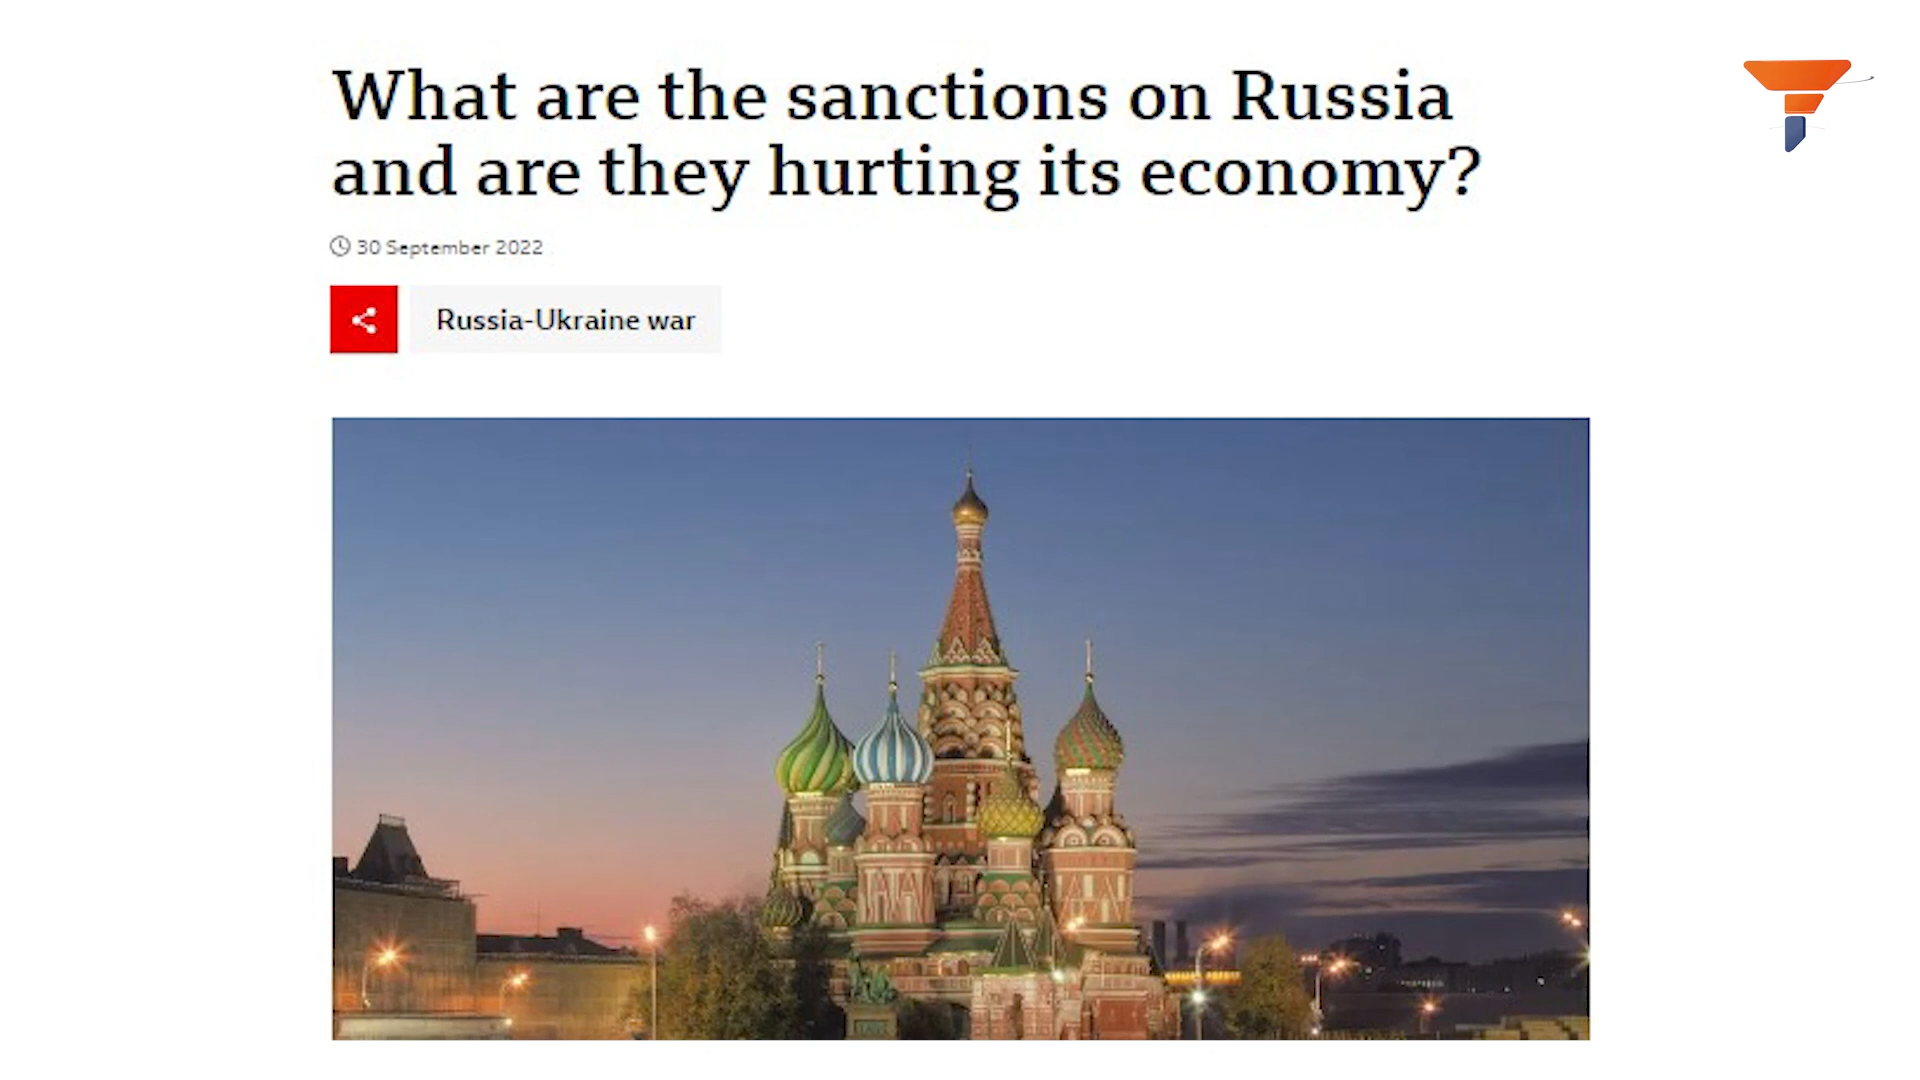 What are the sanctions on Russia
and are they hurting its economy?
30 September 2022
Russia-Ukraine war